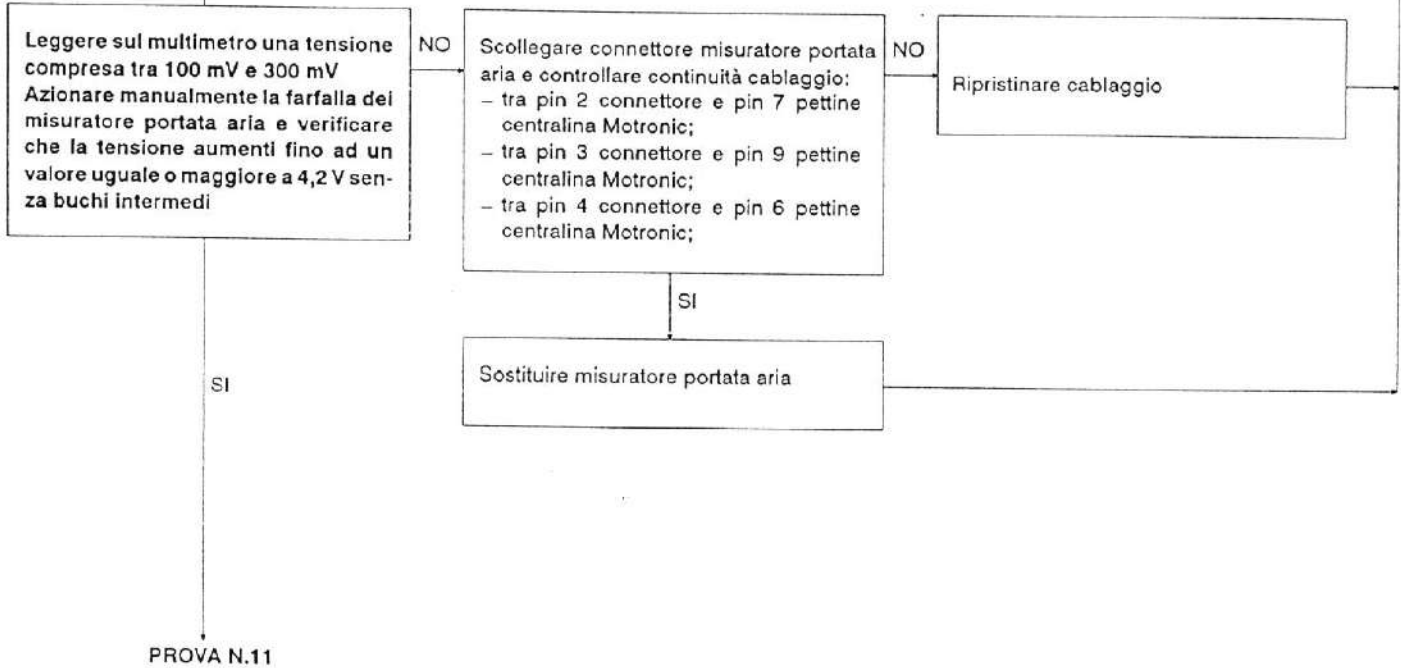 Leggere sul multimetro una tensione
compresa tra 100 mV e 300 mV
Azionare manualmente la farfalla del
misuratore portata aria e verificare
che la tensione aumenti fino ad un
valore uguale o maggiore a 4,2 V sen-
za buchi intermedi
NO
Scollegare connettore misuratore portata
aria e controllare continuità cablaggio:
– tra pin 2 connettore e pin 7 pettine
centralina Motronic;
– tra pin 3 connettore e pin 9 pettine
centralina Motronic;
– tra pin 4 connettore e pin 6 pettine
centralina Motronic;
NO
Ripristinare cablaggio
SI
Sostituire misuratore portata aria
SI
PROVA N.11